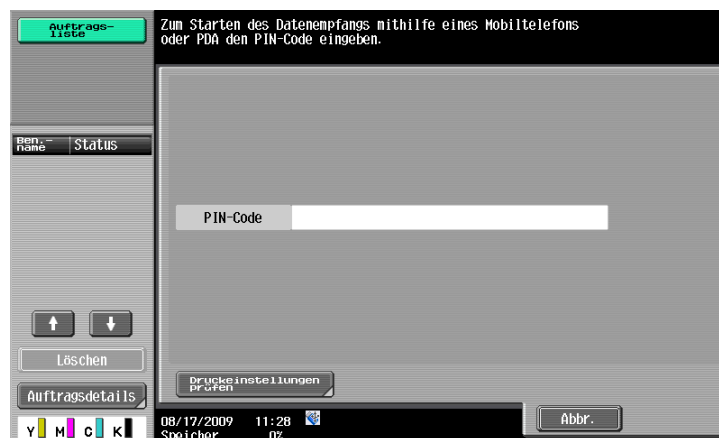 Auftrags-
liste
Zum Starten des Datenempfangs mithilfe eines Mobiltelefons
oder PDA den PIN-Code eingeben.
Ben.-
name
Status
PIN-Code
Löschen
Druckeinstellungen
prüfen
Auftragsdetails
Y M C K
08/17/2009 11:28
Speicher 0%
Abbr.